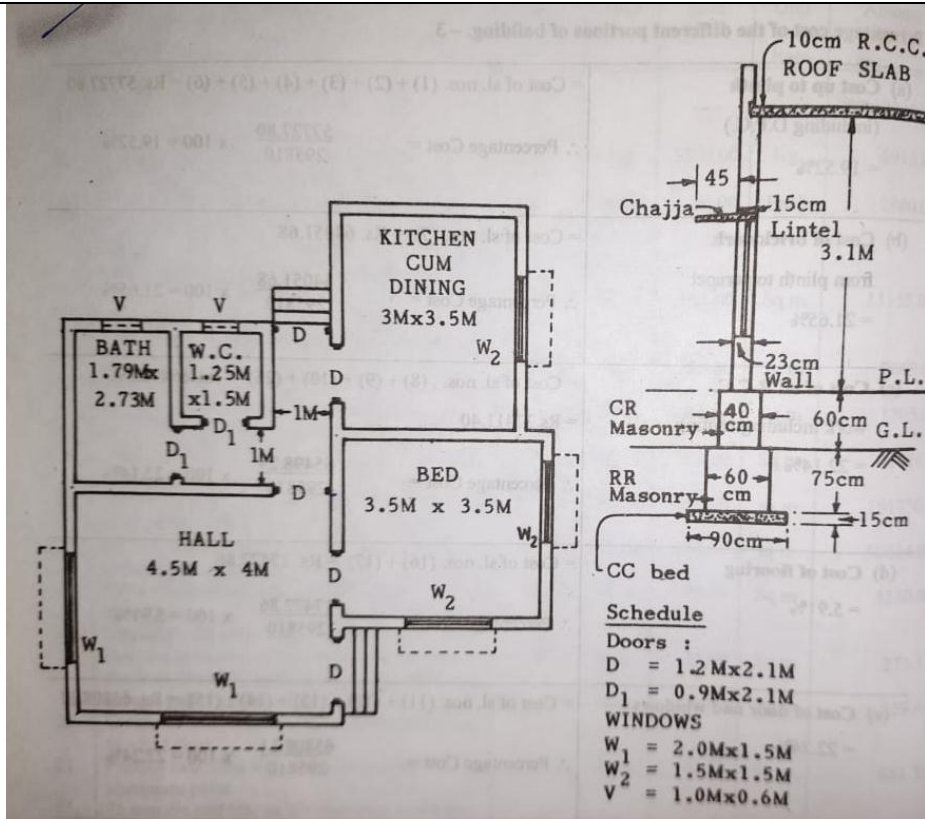 10cm R.C.C.
ROOF SLAB
45
Chajja
15cm
Lintel
3.1M
23cm
Wall
P.L.
CR
Masonry
40
cm
60cm
G.L.
RR
Masonry
60
cm
75cm
15cm
90cm
CC bed
KITCHEN
CUM
DINING
3Mx3.5M
W2
V
V
D
BATH
1.79Mx
2.73M
W.C.
1.25M
x1.5M
D
1M
D1
D1
1M
D
BED
3.5M x 3.5M
W2
HALL
4.5M x 4M
D
W2
W1
D
W1
Schedule
Doors :
D = 1.2Mx2.1M
D1 = 0.9Mx2.1M
WINDOWS
W1 = 2.0Mx1.5M
W2 = 1.5Mx1.5M
V = 1.0Mx0.6M